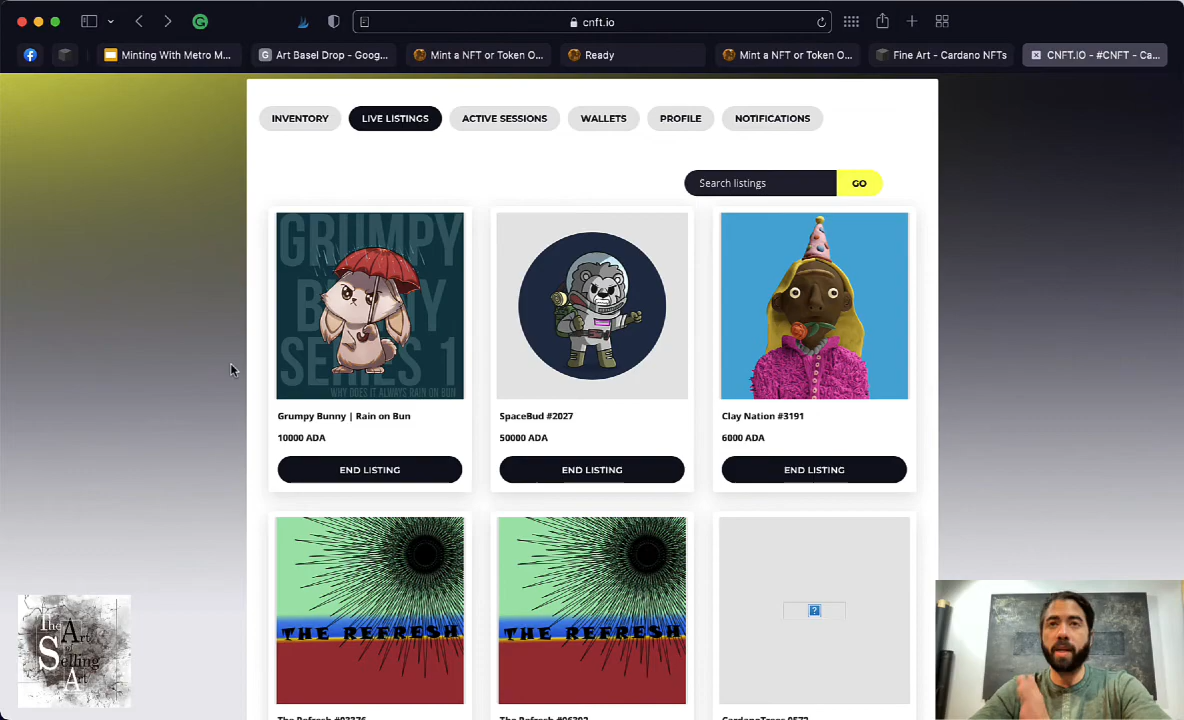 cnft.io
Minting With Metro M...
Art Basel Drop - Goog...
Mint a NFT or Token O...
Ready
Mint a NFT or Token O...
Fine Art - Cardano NFTs
CNFT.IO - #CNFT - Ca...
INVENTORY
LIVE LISTINGS
ACTIVE SESSIONS
WALLETS
PROFILE
NOTIFICATIONS
Search listings
GO
GRUMPY
BUNNY
SERIES 1
WHY DOES IT ALWAYS RAIN ON BUN
Grumpy Bunny | Rain on Bun
10000 ADA
END LISTING
SpaceBud #2027
50000 ADA
END LISTING
Clay Nation #3191
6000 ADA
END LISTING
THE REFRESH
THE REFRESH
?
The Art
of
Selling
Art